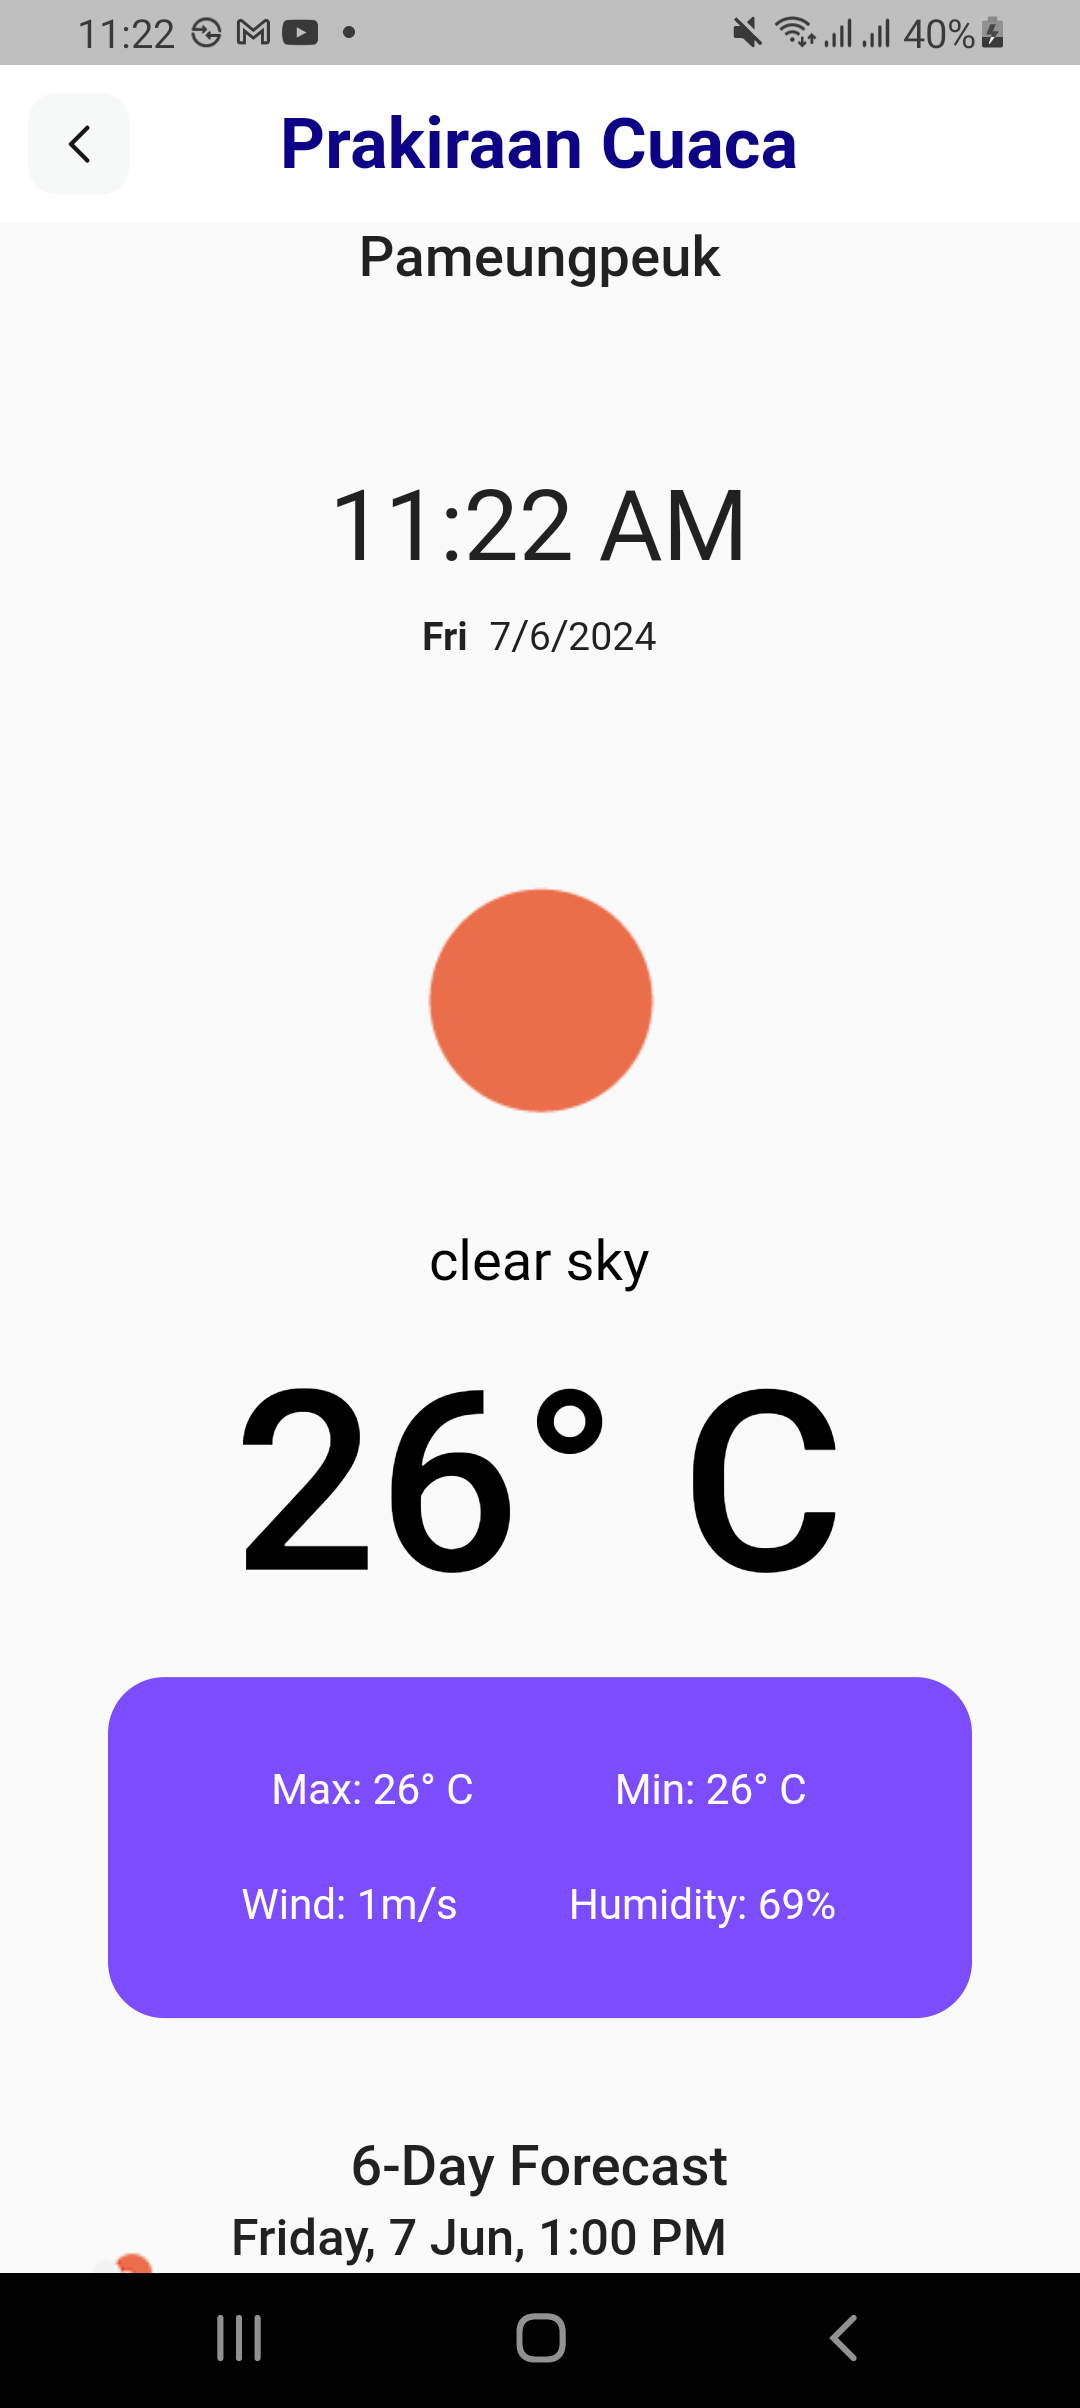 11:22
40%
Prakiraan Cuaca
Pameungpeuk
11:22 AM
Fri 7/6/2024
clear sky
26° C
Max: 26° C Min: 26° C
Wind: 1m/s Humidity: 69%
6-Day Forecast
Friday, 7 Jun, 1:00 PM